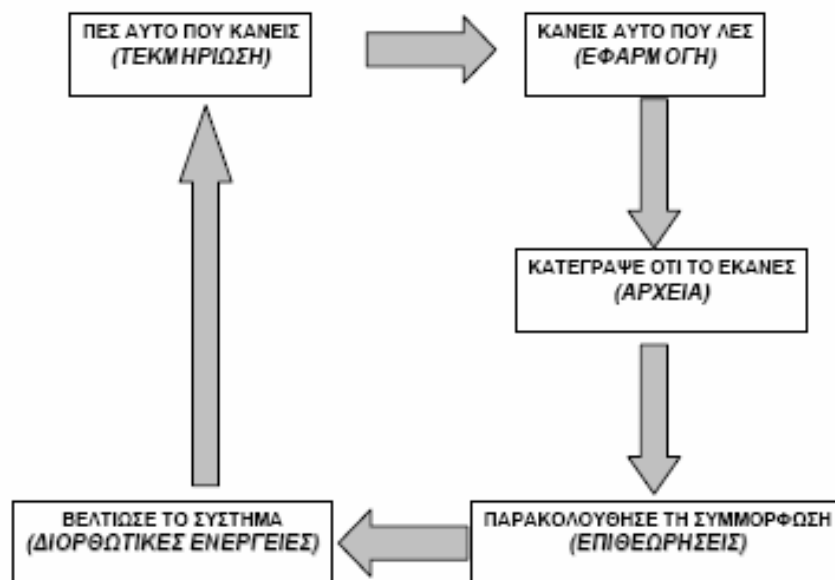 ΠΕΣ ΑΥΤΟ ΠΟΥ ΚΑΝΕΙΣ
(ΤΕΚΜΗΡΙΩΣΗ)
ΚΑΝΕΙΣ ΑΥΤΟ ΠΟΥ ΛΕΣ
(ΕΦΑΡΜΟΓΗ)
ΚΑΤΕΓΡΑΨΕ ΟΤΙ ΤΟ ΕΚΑΝΕΣ
(ΑΡΧΕΙΑ)
ΠΑΡΑΚΟΛΟΥΘΗΣΕ ΤΗ ΣΥΜΜΟΡΦΩΣΗ
(ΕΠΙΘΕΩΡΗΣΕΙΣ)
ΒΕΛΤΙΩΣΕ ΤΟ ΣΥΣΤΗΜΑ
(ΔΙΟΡΘΩΤΙΚΕΣ ΕΝΕΡΓΕΙΕΣ)